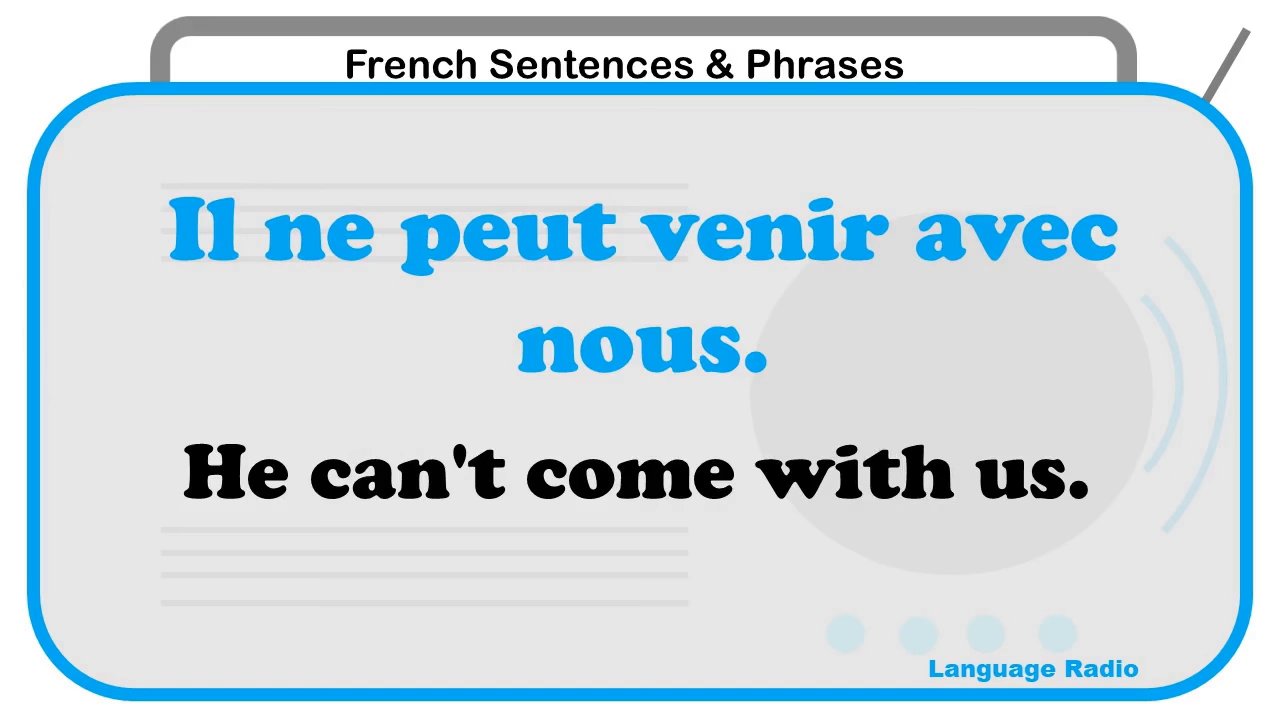 French Sentences & Phrases
Il ne peut venir avec
nous.
He can't come with us.
Language Radio